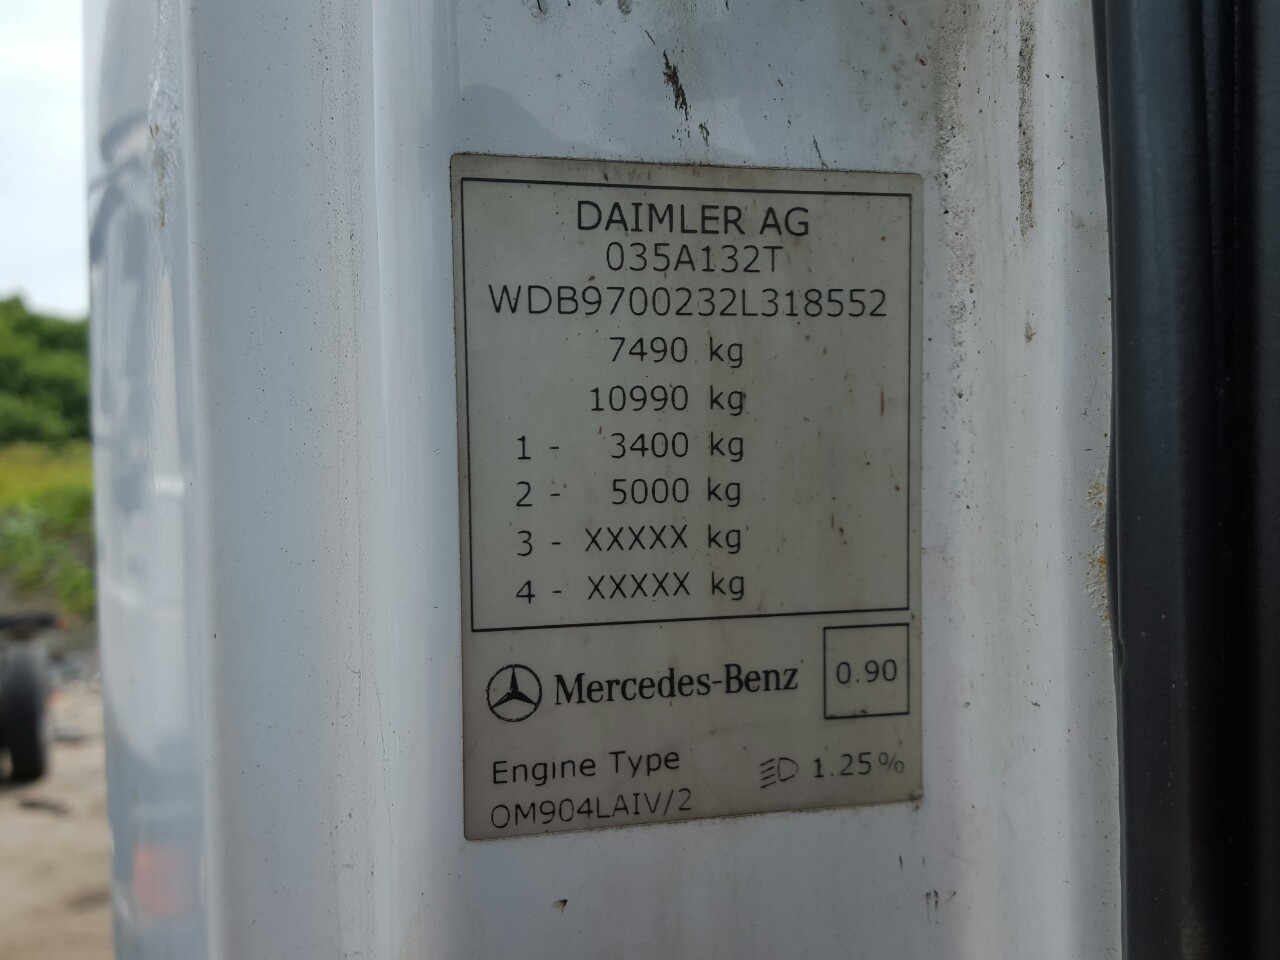 DAIMLER AG
035A132T
WDB9700232L318552
7490 kg
10990 kg
1 - 3400 kg
2 - 5000 kg
3 - XXXXX kg
4 - XXXXX kg
Mercedes-Benz 0.90
Engine Type 1.25%
OM904LAIV/2